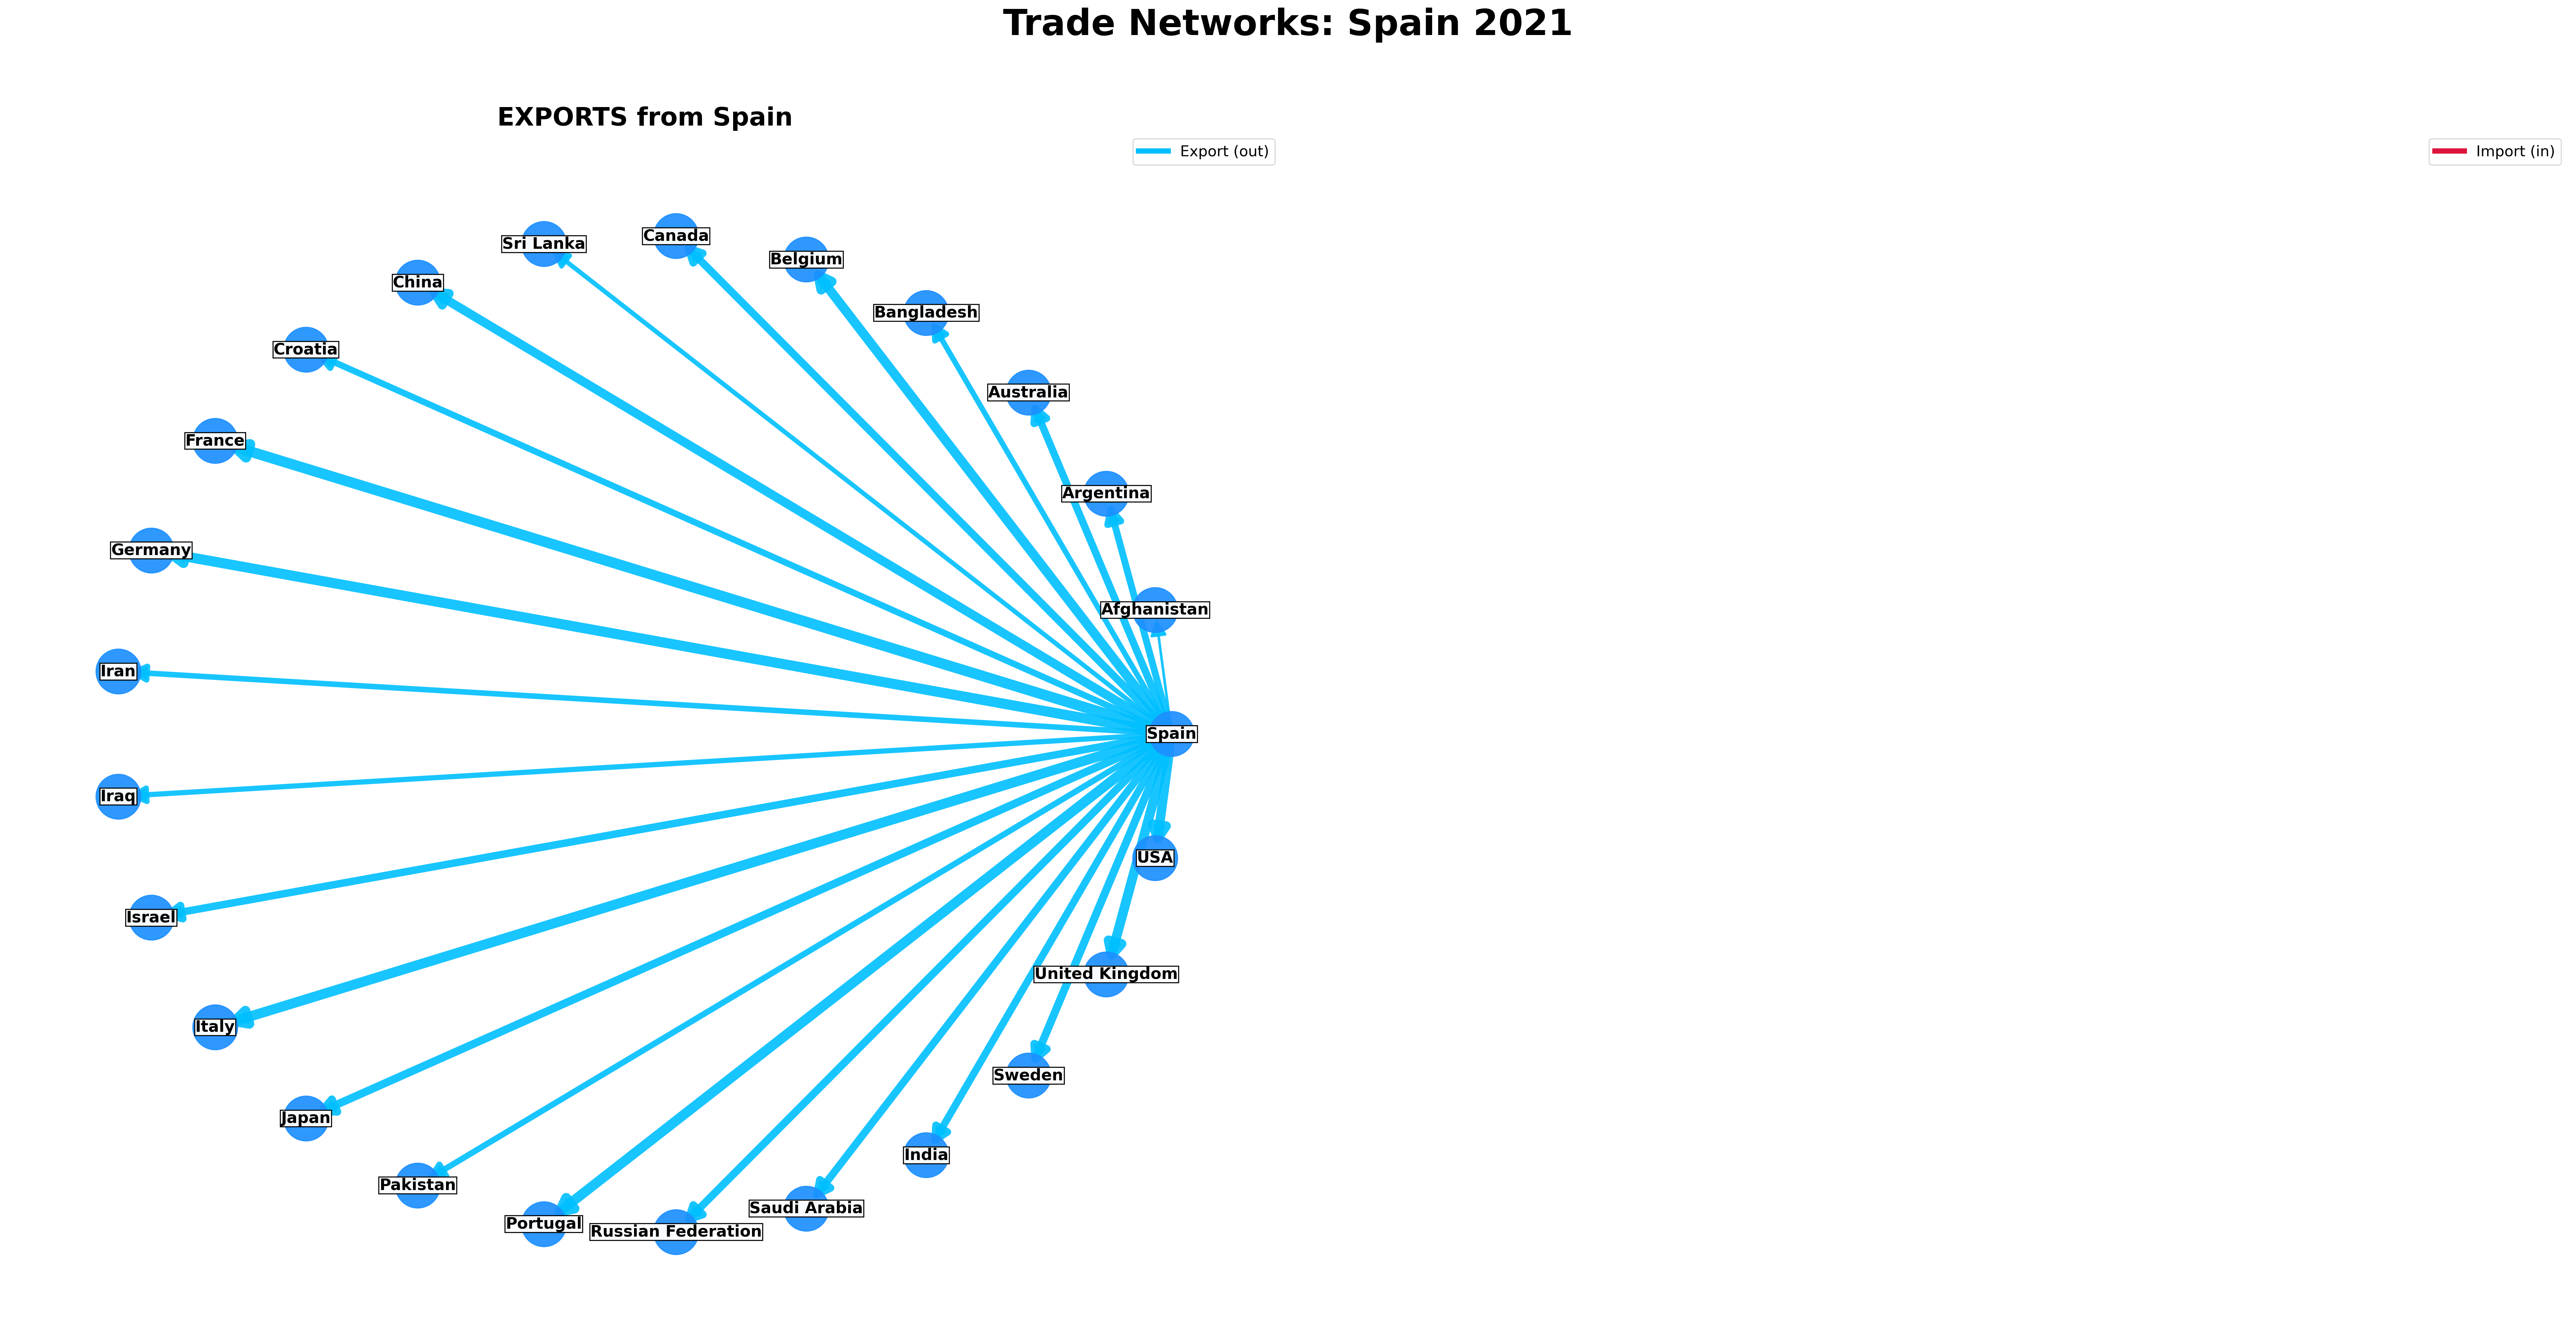 Trade Networks: Spain 2021
EXPORTS from Spain
Export (out)
Import (in)
Canada
Sri Lanka
Belgium
China
Bangladesh
Croatia
Australia
France
Argentina
Germany
Afghanistan
Iran
Spain
Iraq
USA
Israel
United Kingdom
Italy
Sweden
Japan
India
Pakistan
Saudi Arabia
Portugal
Russian Federation